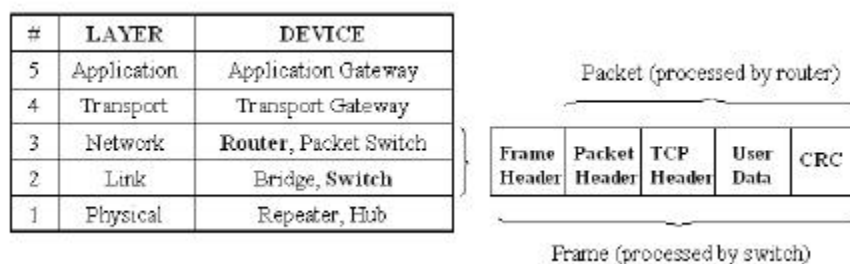 # LAYER DEVICE
5 Application Application Gateway
4 Transport Transport Gateway
3 Network Router, Packet Switch
2 Link Bridge, Switch
1 Physical Repeater, Hub
Packet (processed by router)
Frame Packet TCP User CRC
Header Header Header Data
Frame (processed by switch)